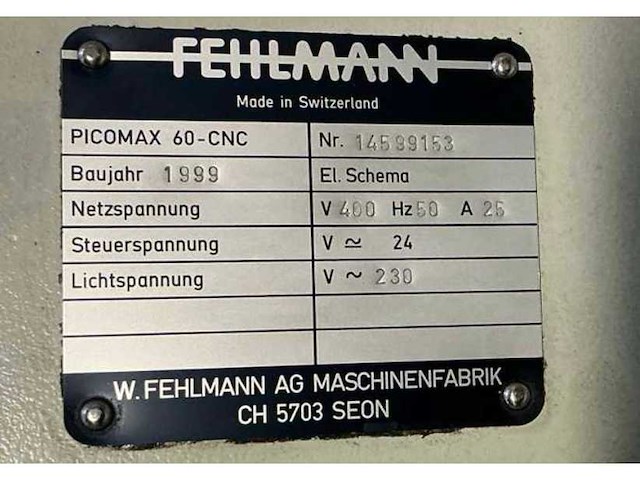 FEHLMANN
Made in Switzerland
PICOMAX 60-CNC Nr. 14599153
Baujahr 1999 El. Schema
Netzspannung V 400 Hz 50 A 25
Steuerspannung V ≃ 24
Lichtspannung V ~ 230
W. FEHLMANN AG MASCHINENFABRIK
CH 5703 SEON